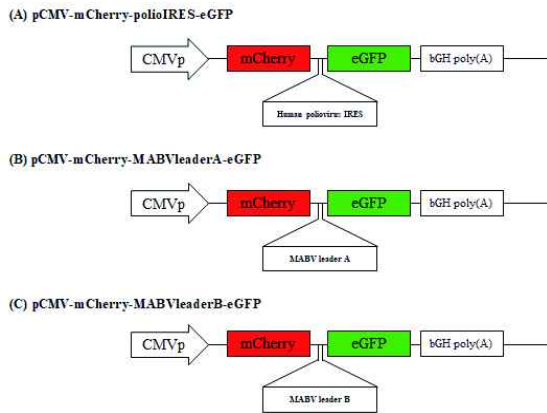 (A) pCMV-mCherry-polioIRES-eGFP
CMVp mCherry eGFP bGH poly(A)
Human poliovirus IRES
(B) pCMV-mCherry-MABVleaderA-eGFP
CMVp mCherry eGFP bGH poly(A)
MABV leader A
(C) pCMV-mCherry-MABVleaderB-eGFP
CMVp mCherry eGFP bGH poly(A)
MABV leader B